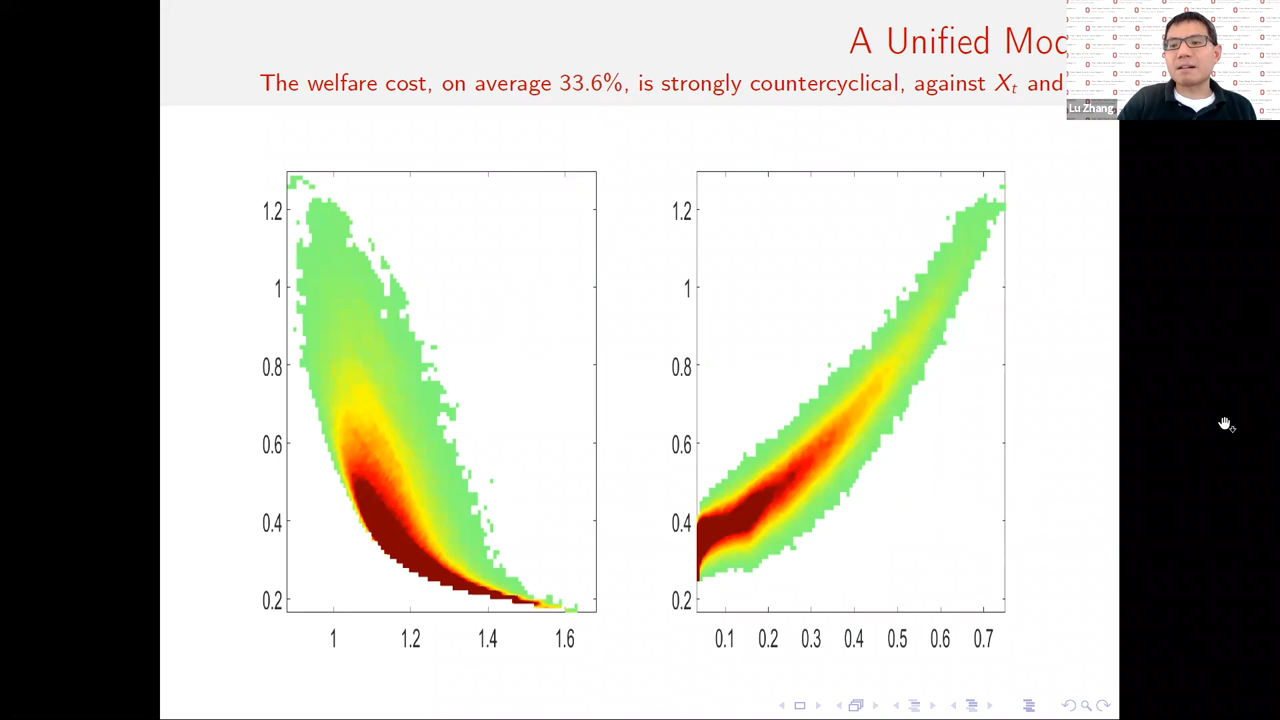 A Unified Mod
The welfare cost, on average 33.6%, is strongly countercyclical, against Xt and
Lu Zhang
1.2
1
0.8
0.6
0.4
0.2
1 1.2 1.4 1.6
1.2
1
0.8
0.6
0.4
0.2
0.1 0.2 0.3 0.4 0.5 0.6 0.7